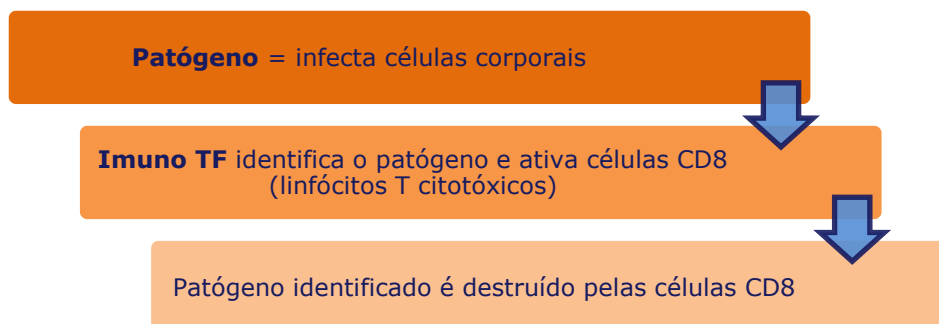 Patógeno = infecta células corporais
Imuno TF identifica o patógeno e ativa células CD8
(linfócitos T citotóxicos)
Patógeno identificado é destruído pelas células CD8